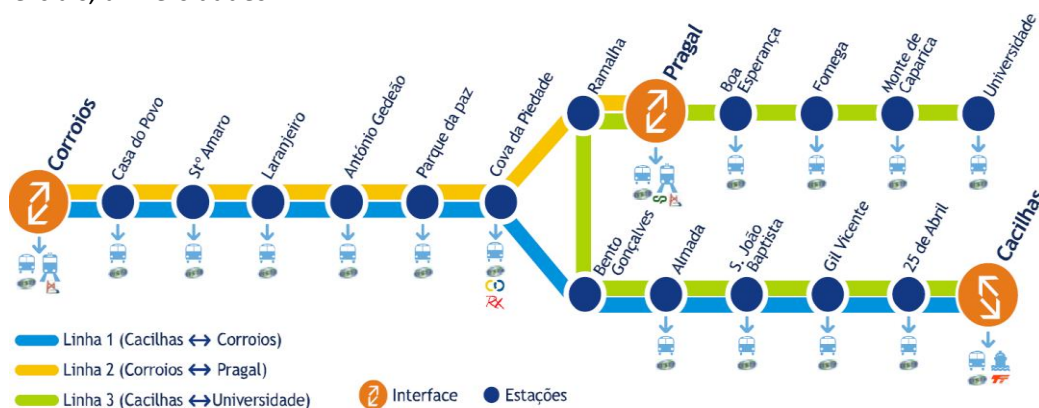 Corroios
Casa do Povo
Stº Amaro
Laranjeiro
António Gedeão
Parque da paz
Cova da Piedade
Ramalha
Pragal
Boa
Esperança
Fomega
Monte de
Caparica
Universidade
Bento
Gonçalves
Almada
S. João
Baptista
Gil Vicente
25 de Abril
Cacilhas
Linha 1 (Cacilhas ↔ Corroios)
Linha 2 (Corroios ↔ Pragal)
Linha 3 (Cacilhas ↔Universidade)
Interface
Estações